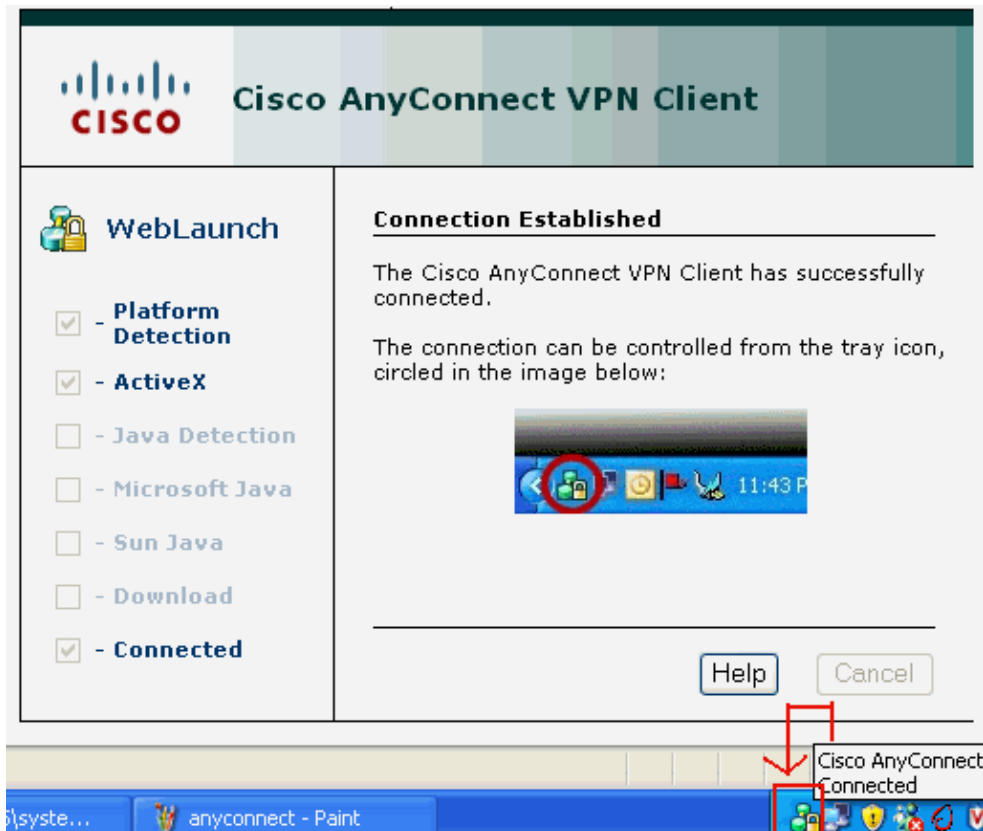 CISCO
Cisco AnyConnect VPN Client
WebLaunch
- Platform
Detection
- ActiveX
- Java Detection
- Microsoft Java
- Sun Java
- Download
- Connected
Connection Established
The Cisco AnyConnect VPN Client has successfully
connected.
The connection can be controlled from the tray icon,
circled in the image below:
11:43 P
Help
Cancel
Cisco AnyConnect
Connected
\syste...
anyconnect - Paint